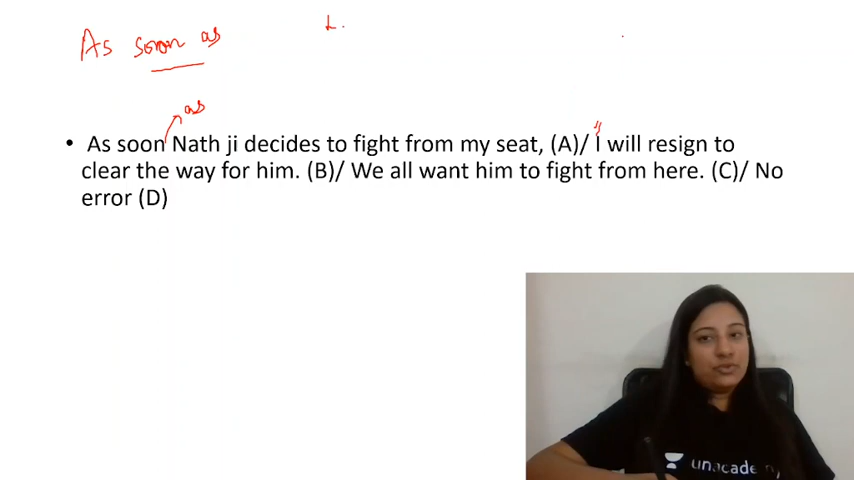 As soon as
as
• As soon Nath ji decides to fight from my seat, (A)/ I will resign to
clear the way for him. (B)/ We all want him to fight from here. (C)/ No
error (D)
unacademy